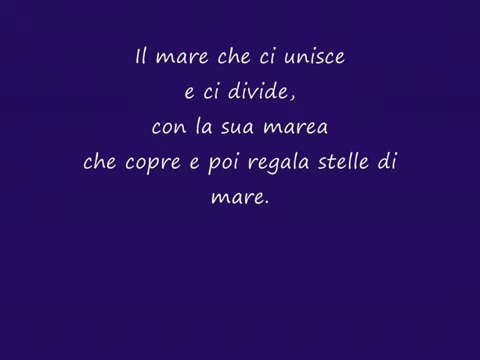 Il mare che ci unisce
e ci divide,
con la sua marea
che copre e poi regala stelle di
mare.